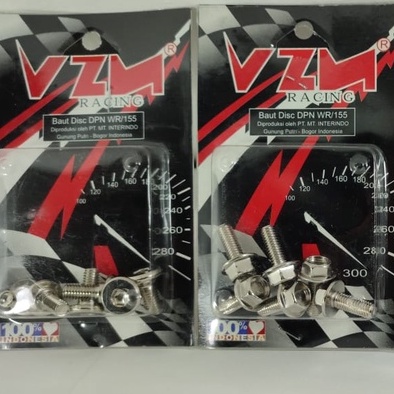 VZM®
RACING
Baut Disc DPN WR/155
Diproduksi oleh PT. MT. INTERINDO
Gunung Putri - Bogor Indonesia
100
120
140
160
180
200
220
240
260
280
100%
INDONESIA
VZM®
RACING
Baut Disc DPN WR/155
Diproduksi oleh PT. MT. INTERINDO
Gunung Putri - Bogor Indonesia
100
120
140
160
180
200
220
240
260
280
300
100%
INDONESIA